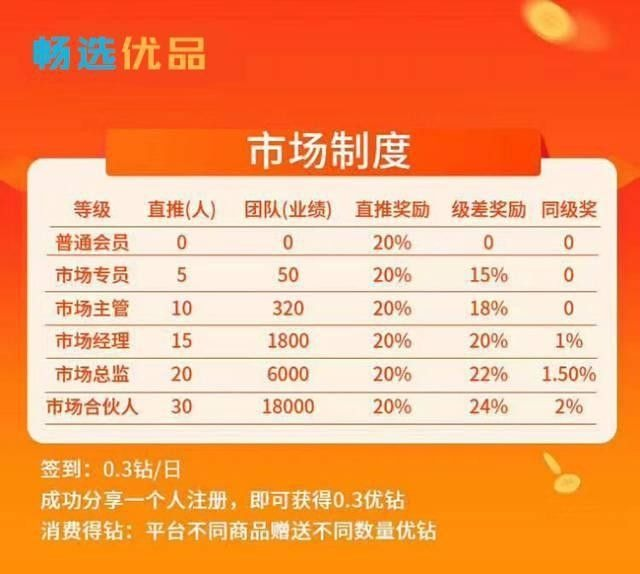 畅选优品
市场制度
等级 直推(人) 团队(业绩) 直推奖励 级差奖励 同级奖
普通会员 0 0 20% 0 0
市场专员 5 50 20% 15% 0
市场主管 10 320 20% 18% 0
市场经理 15 1800 20% 20% 1%
市场总监 20 6000 20% 22% 1.50%
市场合伙人 30 18000 20% 24% 2%
签到：0.3钻/日
成功分享一个人注册，即可获得0.3优钻
消费得钻：平台不同商品赠送不同数量优钻